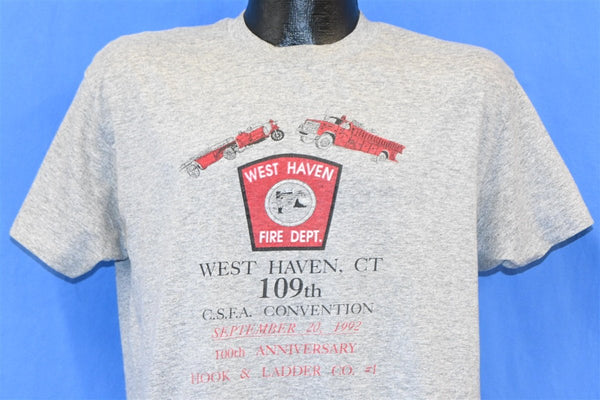 WEST HAVEN
FIRE DEPT.
WEST HAVEN, CT
109th
C.S.F.A. CONVENTION
SEPTEMBER 20, 1992
100th ANNIVERSARY
HOOK & LADDER CO. #1